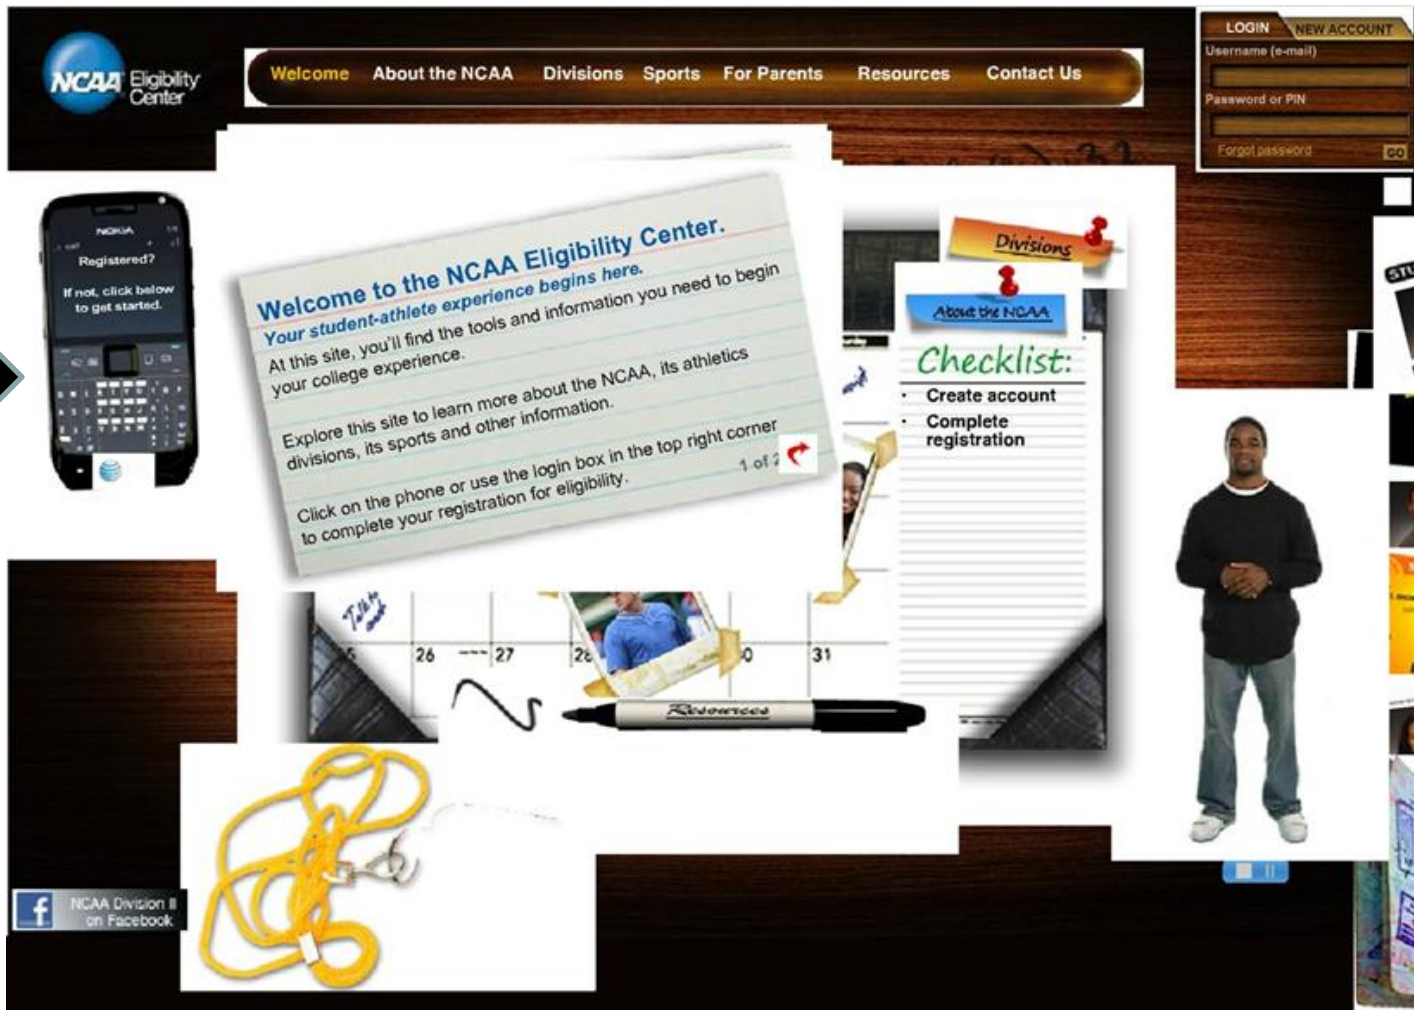 NCAA Eligibility
Center
Welcome About the NCAA Divisions Sports For Parents Resources Contact Us
LOGIN NEW ACCOUNT
Username (e-mail)
Password or PIN
Forgot password GO
NOKIA
Registered?
If not, click below
to get started.
Welcome to the NCAA Eligibility Center.
Your student-athlete experience begins here.
At this site, you'll find the tools and information you need to begin
your college experience.
Explore this site to learn more about the NCAA, its athletics
divisions, its sports and other information.
Click on the phone or use the login box in the top right corner
to complete your registration for eligibility.
1 of 2
Divisions
About the NCAA
Checklist:
• Create account
• Complete
registration
Talk to
26 27 28 31
Resources
NCAA Division II
on Facebook